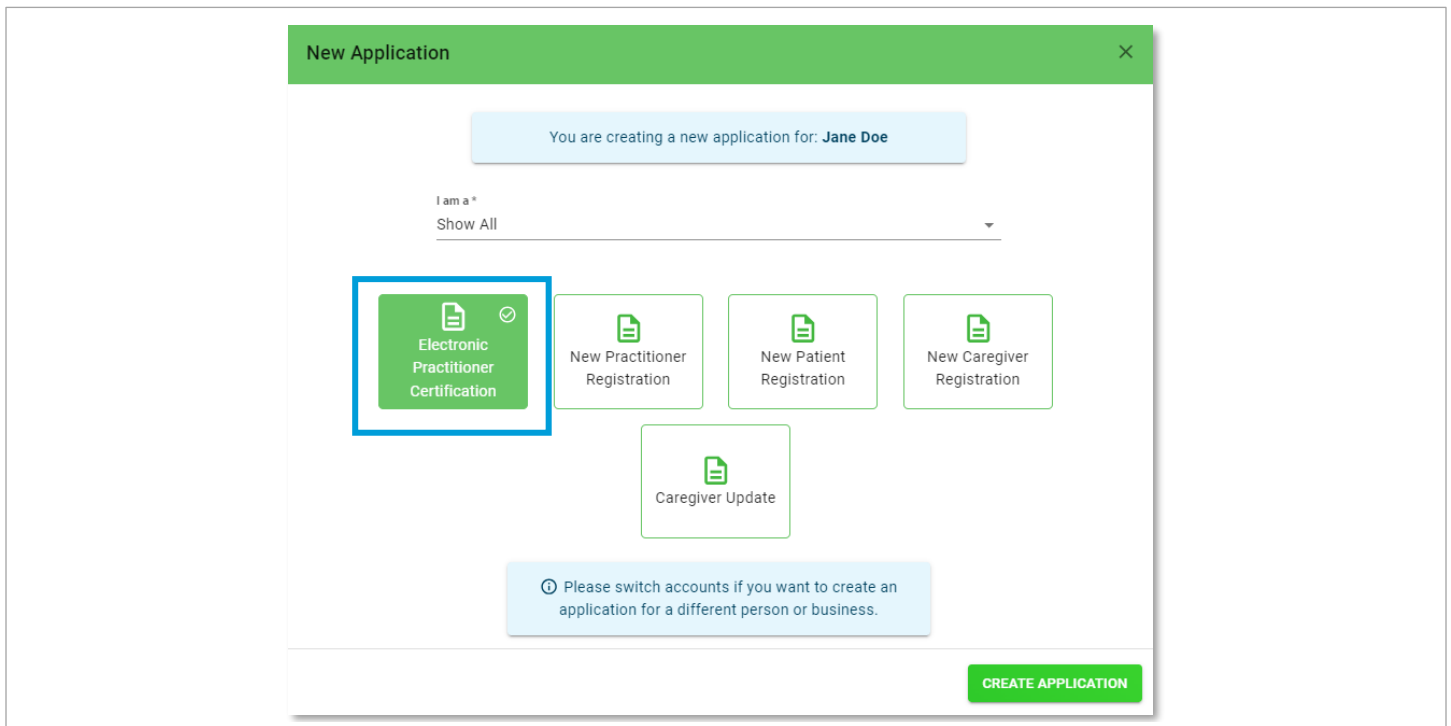 New Application
You are creating a new application for: Jane Doe
I am a *
Show All
Electronic
Practitioner
Certification
New Practitioner
Registration
New Patient
Registration
New Caregiver
Registration
Caregiver Update
Please switch accounts if you want to create an
application for a different person or business.
CREATE APPLICATION